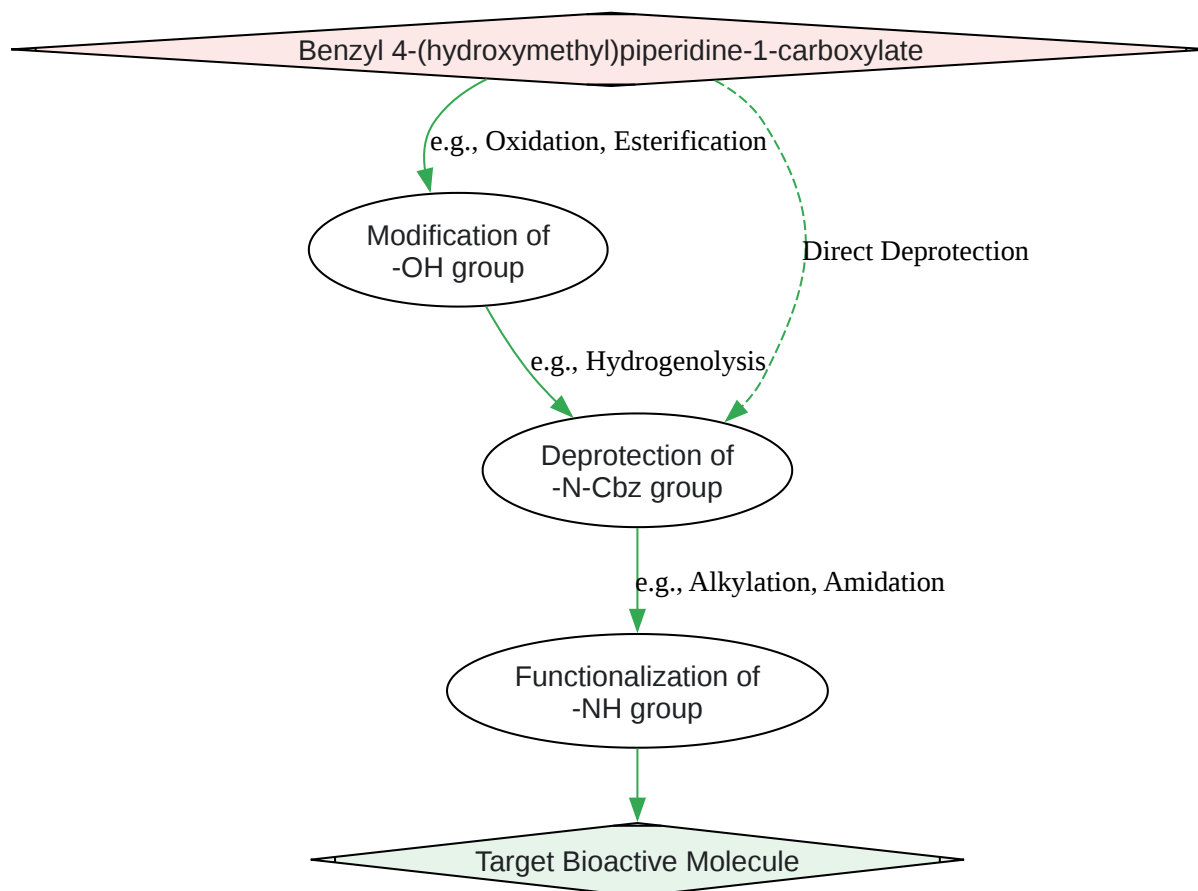 Benzyl 4-(hydroxymethyl)piperidine-1-carboxylate
e.g., Oxidation, Esterification
Modification of
-OH group
Direct Deprotection
e.g., Hydrogenolysis
Deprotection of
-N-Cbz group
e.g., Alkylation, Amidation
Functionalization of
-NH group
Target Bioactive Molecule